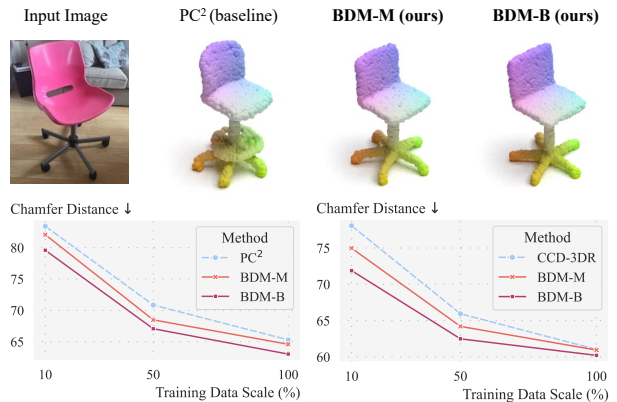 Input Image
PC² (baseline)
BDM-M (ours)
BDM-B (ours)
Chamfer Distance ↓
80
75
70
65
10
50
100
Training Data Scale (%)
Method
PC²
BDM-M
BDM-B
Chamfer Distance ↓
75
70
65
60
10
50
100
Training Data Scale (%)
Method
CCD-3DR
BDM-M
BDM-B